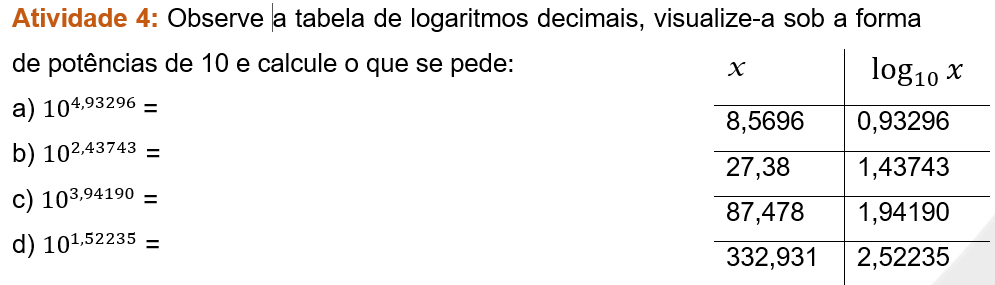 Atividade 4: Observe a tabela de logaritmos decimais, visualize-a sob a forma
de potências de 10 e calcule o que se pede:
a) 10^4,93296 =
b) 10^2,43743 =
c) 10^3,94190 =
d) 10^1,52235 =
x log₁₀ x
8,5696 0,93296
27,38 1,43743
87,478 1,94190
332,931 2,52235